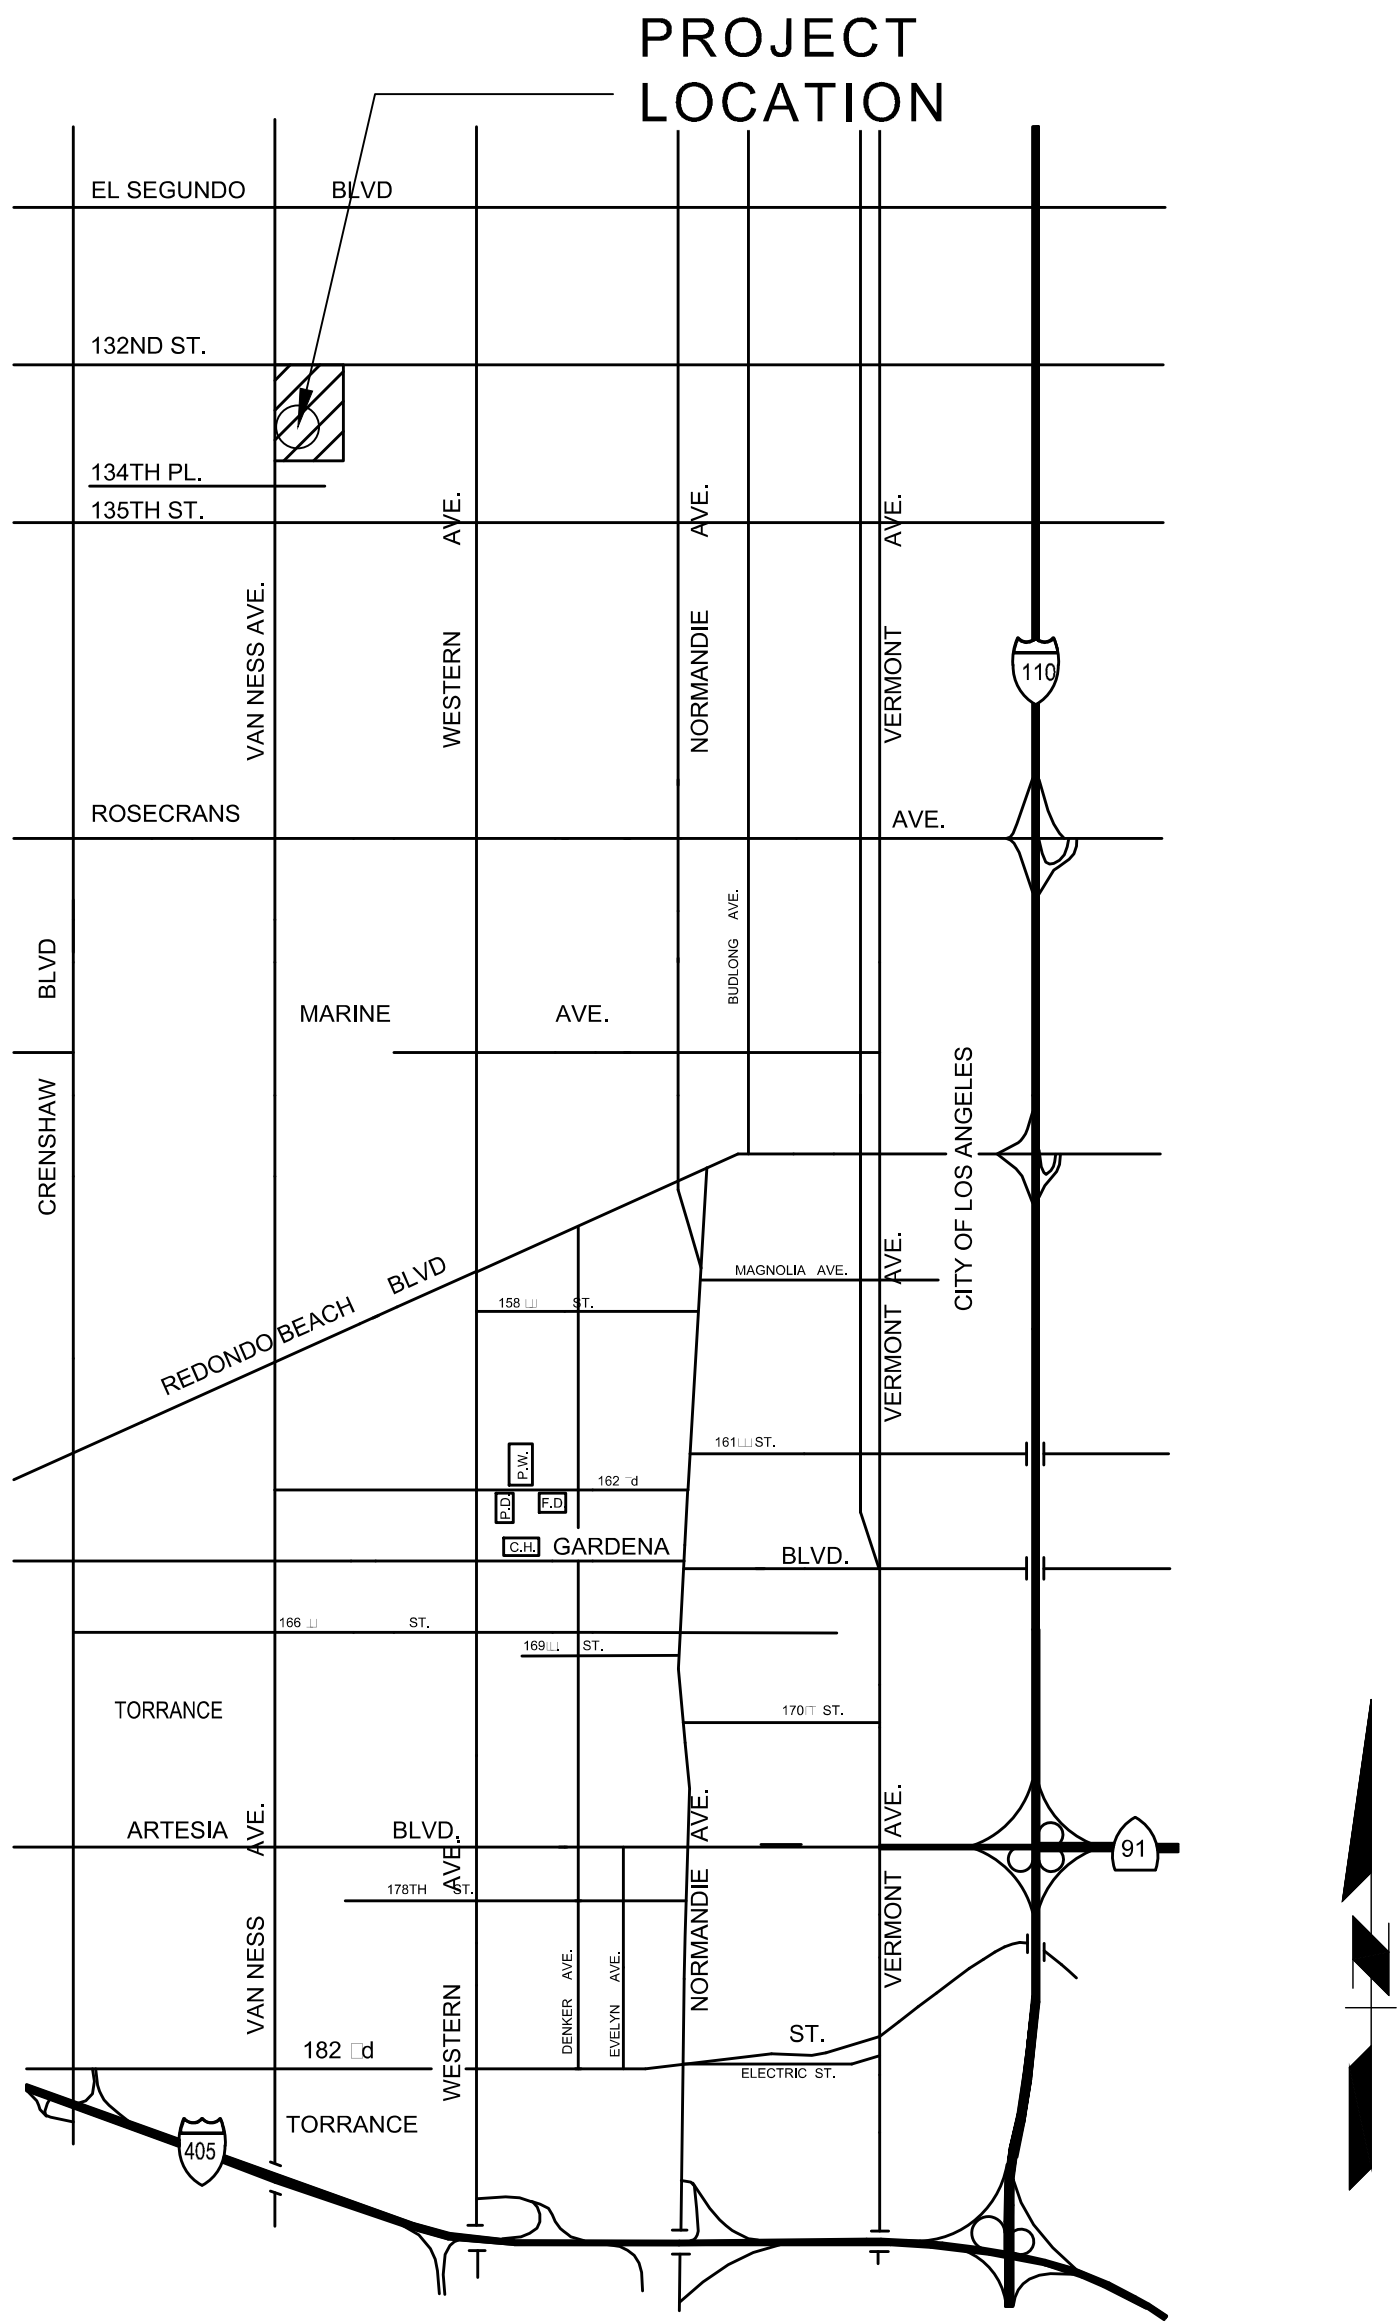 PROJECT
LOCATION
EL SEGUNDO BLVD
132ND ST.
134TH PL.
135TH ST.
VAN NESS AVE.
WESTERN AVE.
NORMANDIE AVE.
VERMONT AVE.
110
ROSECRANS AVE.
BUDLONG AVE.
CRENSHAW BLVD
MARINE AVE.
CITY OF LOS ANGELES
REDONDO BEACH BLVD
MAGNOLIA AVE.
158 ST.
VERMONT AVE.
161 ST.
P.W.
162 d
P.D.
F.D.
C.H.
GARDENA BLVD.
166 ST.
169 ST.
TORRANCE
170 ST.
ARTESIA BLVD.
91
178TH ST.
VAN NESS AVE.
WESTERN AVE.
DENKER AVE.
EVELYN AVE.
NORMANDIE AVE.
VERMONT AVE.
182 d ST.
ELECTRIC ST.
TORRANCE
405
N